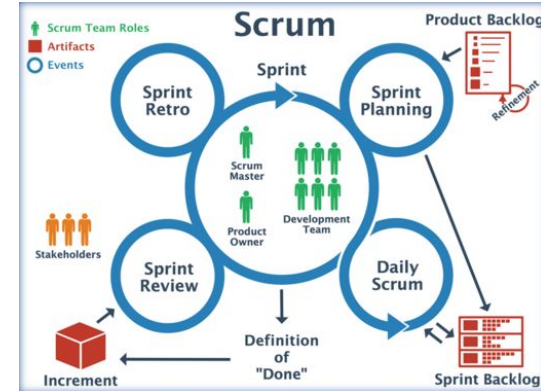 Scrum
Scrum Team Roles
Artifacts
Events
Product Backlog
Refinement
Sprint
Sprint
Retro
Sprint
Planning
Scrum
Master
Product
Owner
Development
Team
Stakeholders
Sprint
Review
Daily
Scrum
Definition
of
"Done"
Increment
Sprint Backlog